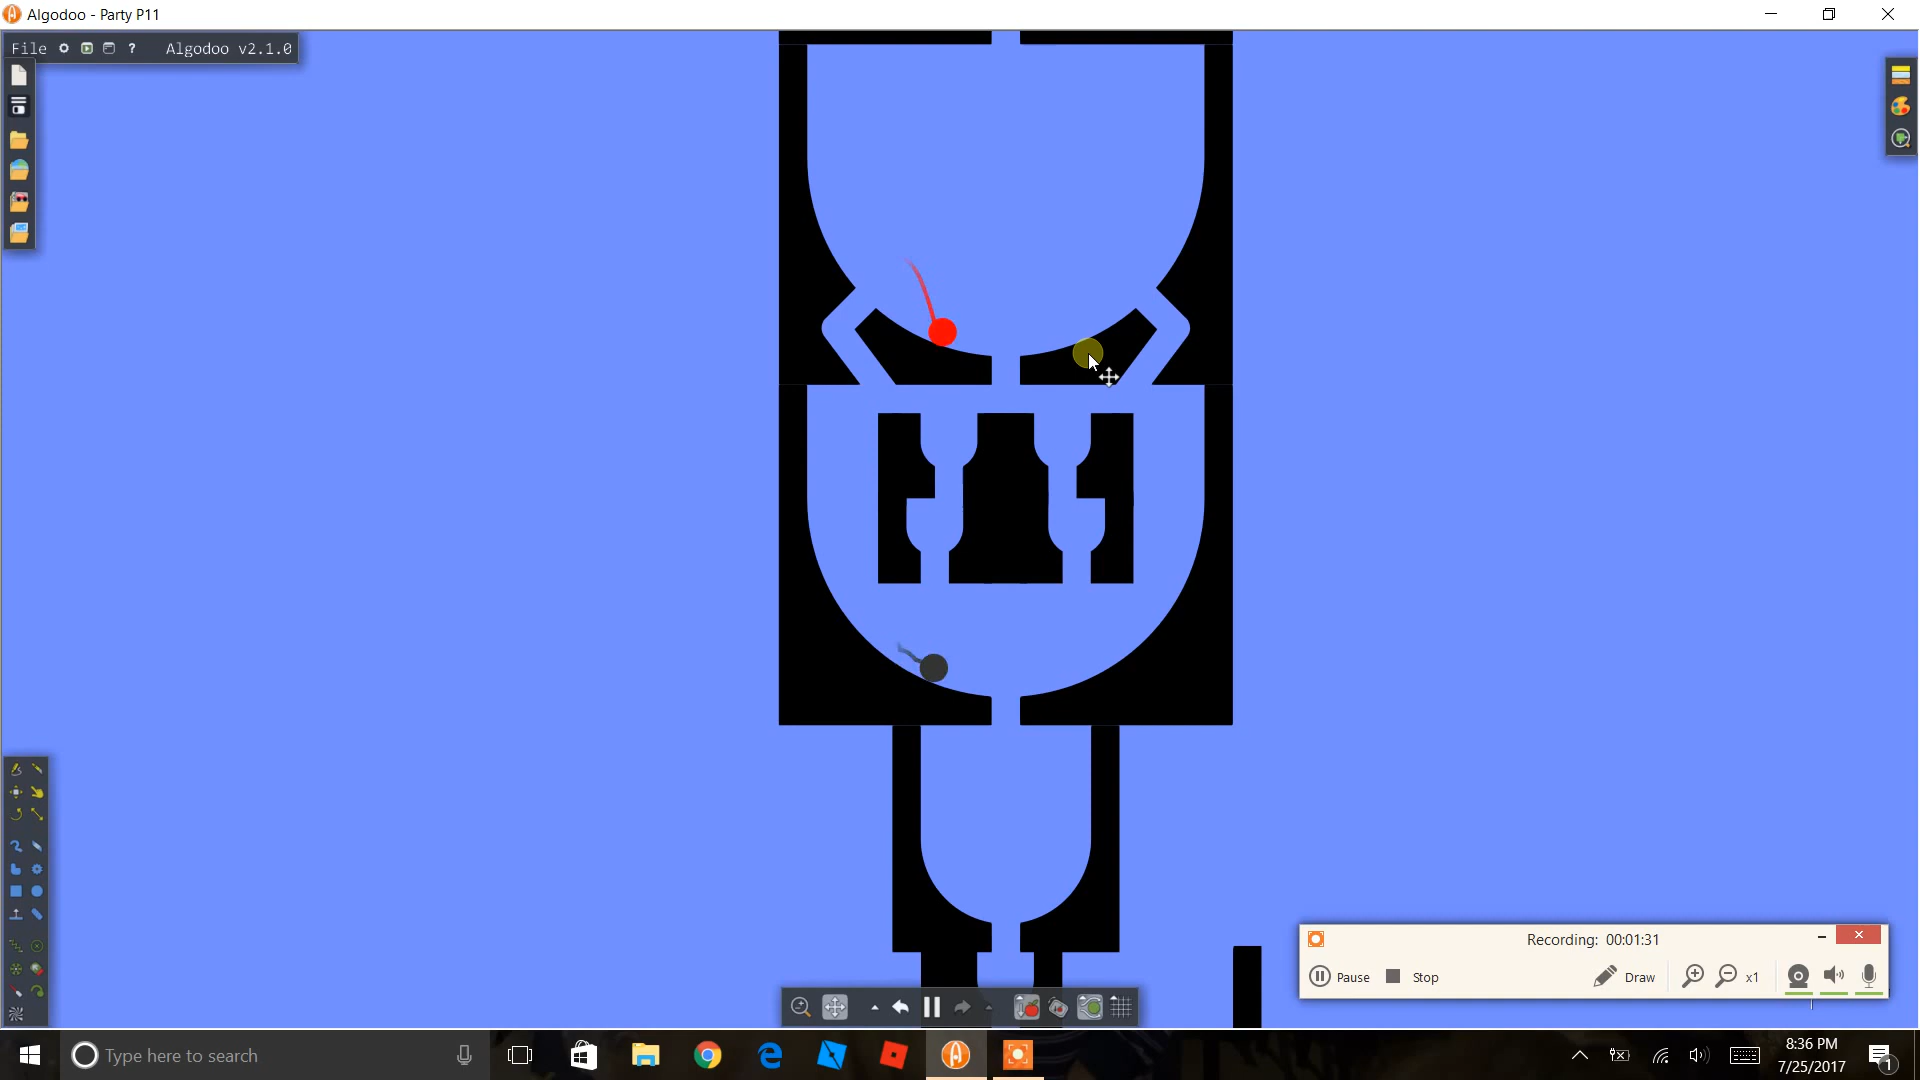 Algodoo - Party P11
File ? Algodoo v2.1.0
Recording: 00:01:31
Pause Stop Draw x1
Type here to search
8:36 PM
7/25/2017
1